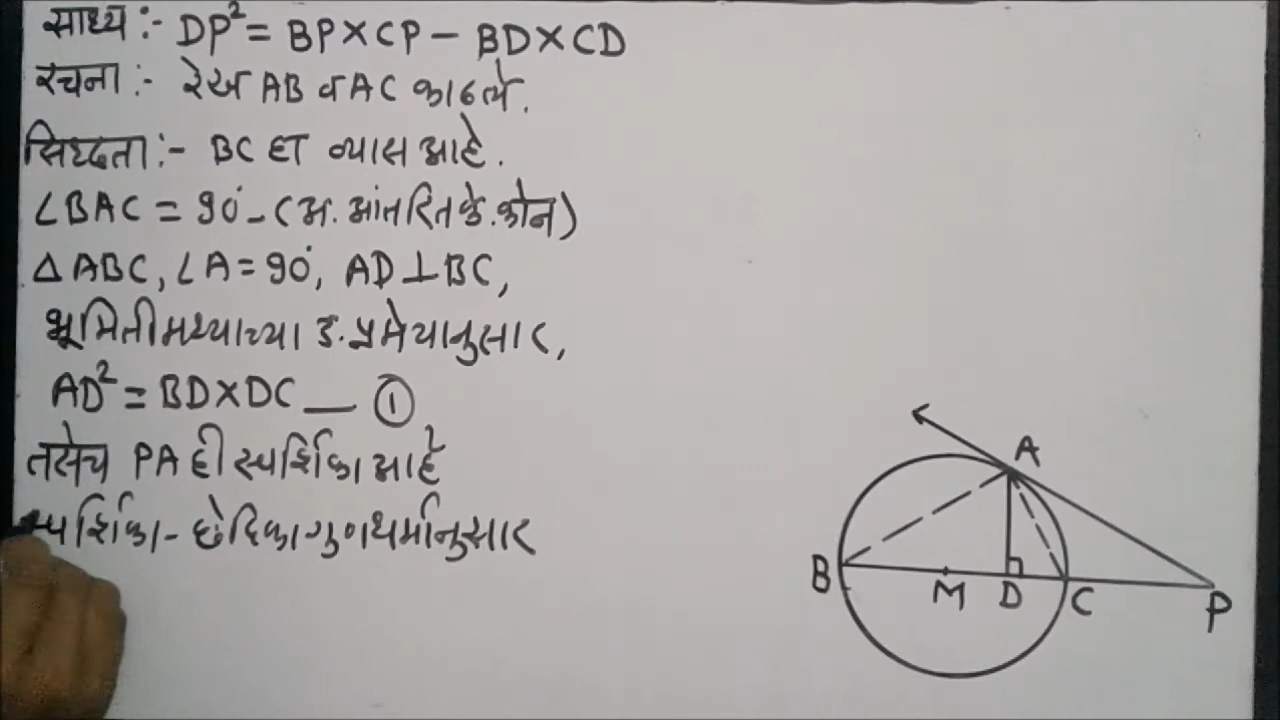 साध्य :- DP² = BP×CP - BD×CD
रचना :- रेख AB व AC काढले.
सिध्दता :- BC हा व्यास आहे.
∠BAC = 90° - (अ. आंतरित के. कोन)
△ABC, ∠A = 90°, AD⊥BC,
भूमितीमध्याच्या ड. प्रमेयानुसार,
AD² = BD×DC — ①
तसेच PA ही स्पर्शिका आहे
स्पर्शिका - छेदिका गुणधर्मानुसार
A
B
M
D
C
P